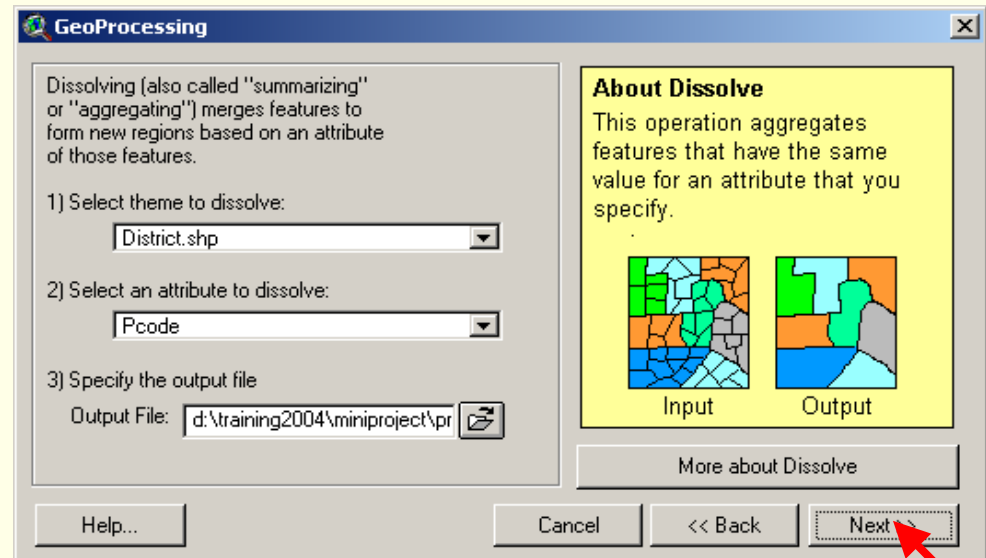 GeoProcessing
Dissolving (also called "summarizing"
or "aggregating") merges features to
form new regions based on an attribute
of those features.
1) Select theme to dissolve:
District.shp
2) Select an attribute to dissolve:
Pcode
3) Specify the output file
Output File: d:\training2004\miniproject\pr
About Dissolve
This operation aggregates
features that have the same
value for an attribute that you
specify.
Input Output
More about Dissolve
Help... Cancel << Back Next >>